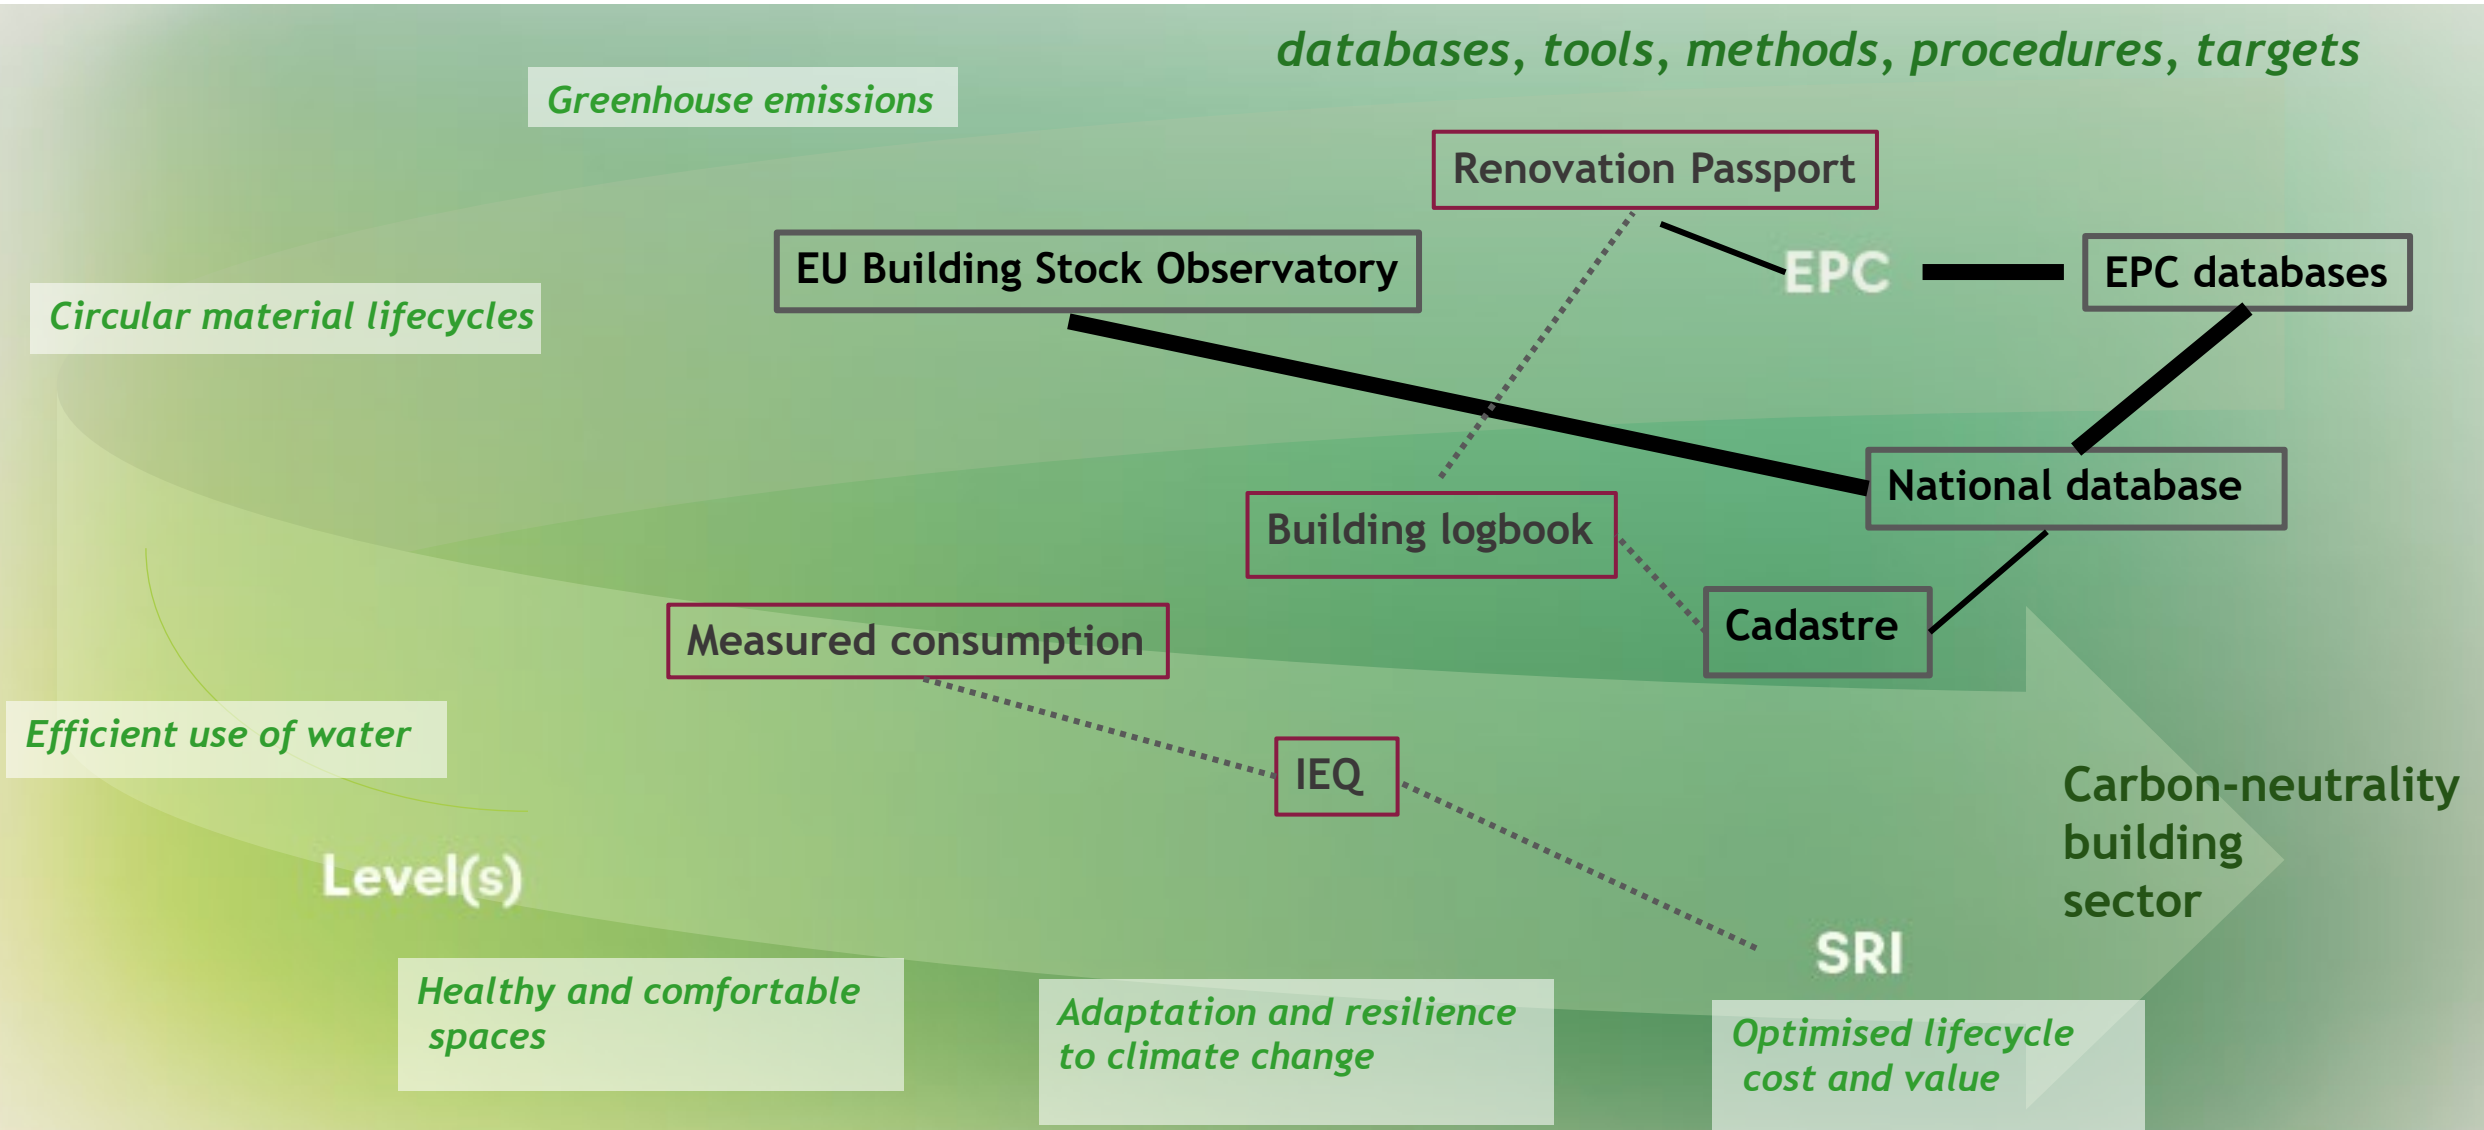 databases, tools, methods, procedures, targets
Greenhouse emissions
Renovation Passport
EU Building Stock Observatory
EPC
EPC databases
Circular material lifecycles
National database
Building logbook
Cadastre
Measured consumption
Efficient use of water
IEQ
Carbon-neutrality
building
sector
Level(s)
SRI
Healthy and comfortable
spaces
Adaptation and resilience
to climate change
Optimised lifecycle
cost and value